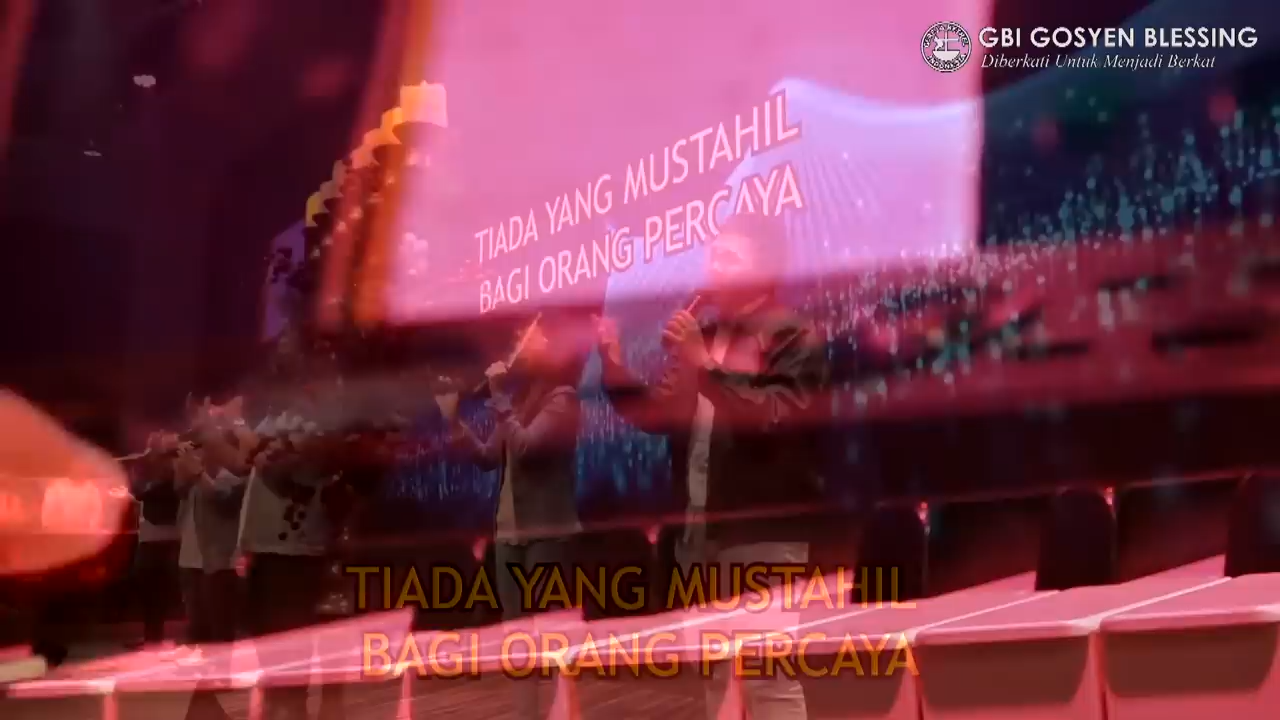 GBI GOSYEN BLESSING
Diberkati Untuk Menjadi Berkat
TIADA YANG MUSTAHIL
BAGI ORANG PERCAYA
TIADA YANG MUSTAHIL
BAGI ORANG PERCAYA